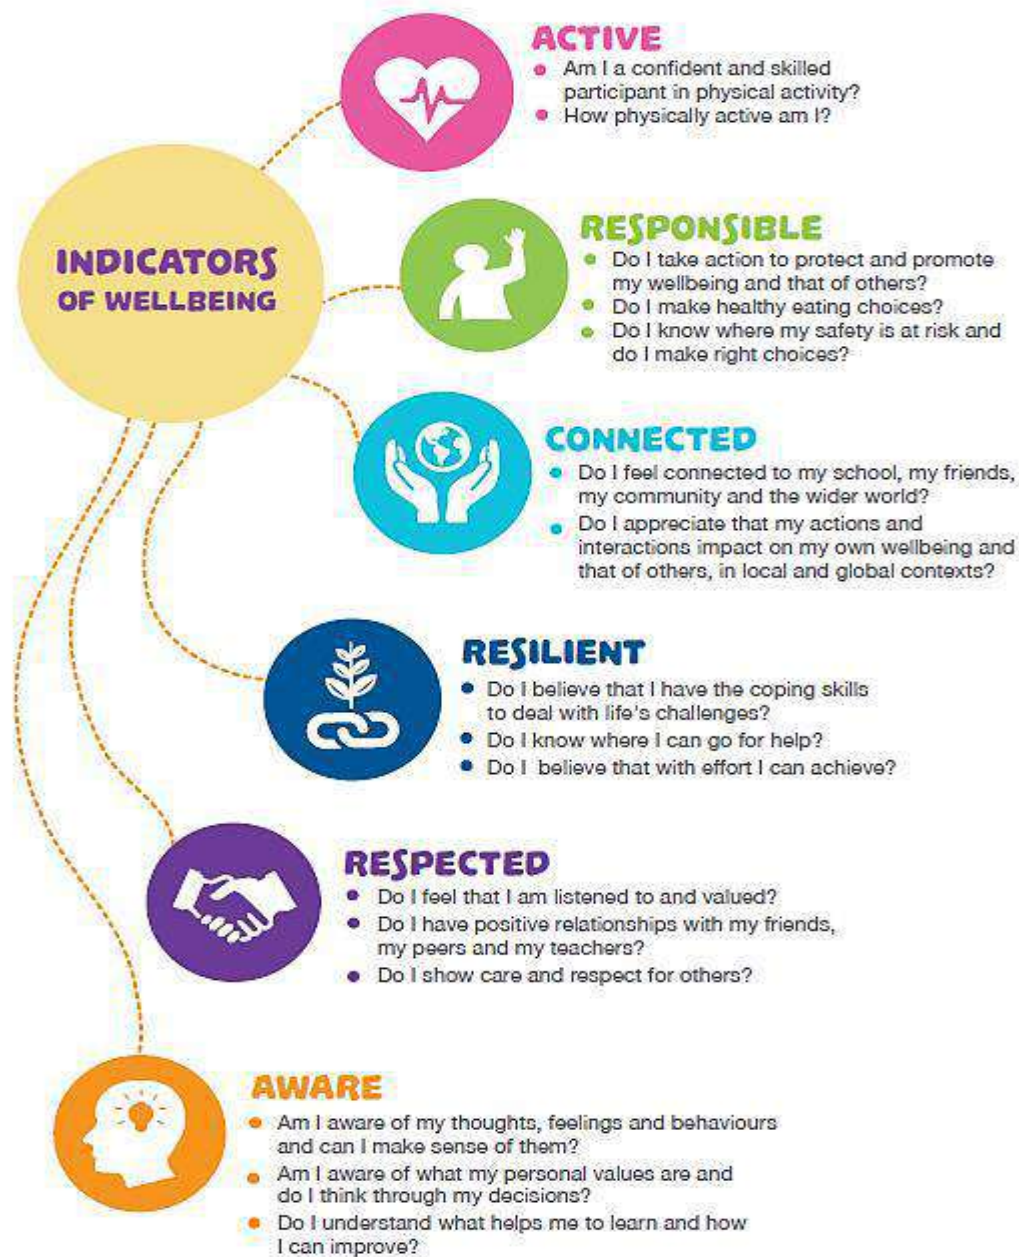 INDICATORS
OF WELLBEING
ACTIVE
Am I a confident and skilled
participant in physical activity?
How physically active am I?
RESPONSIBLE
Do I take action to protect and promote
my wellbeing and that of others?
Do I make healthy eating choices?
Do I know where my safety is at risk and
do I make right choices?
CONNECTED
Do I feel connected to my school, my friends,
my community and the wider world?
Do I appreciate that my actions and
interactions impact on my own wellbeing and
that of others, in local and global contexts?
RESILIENT
Do I believe that I have the coping skills
to deal with life's challenges?
Do I know where I can go for help?
Do I believe that with effort I can achieve?
RESPECTED
Do I feel that I am listened to and valued?
Do I have positive relationships with my friends,
my peers and my teachers?
Do I show care and respect for others?
AWARE
Am I aware of my thoughts, feelings and behaviours
and can I make sense of them?
Am I aware of what my personal values are and
do I think through my decisions?
Do I understand what helps me to learn and how
I can improve?